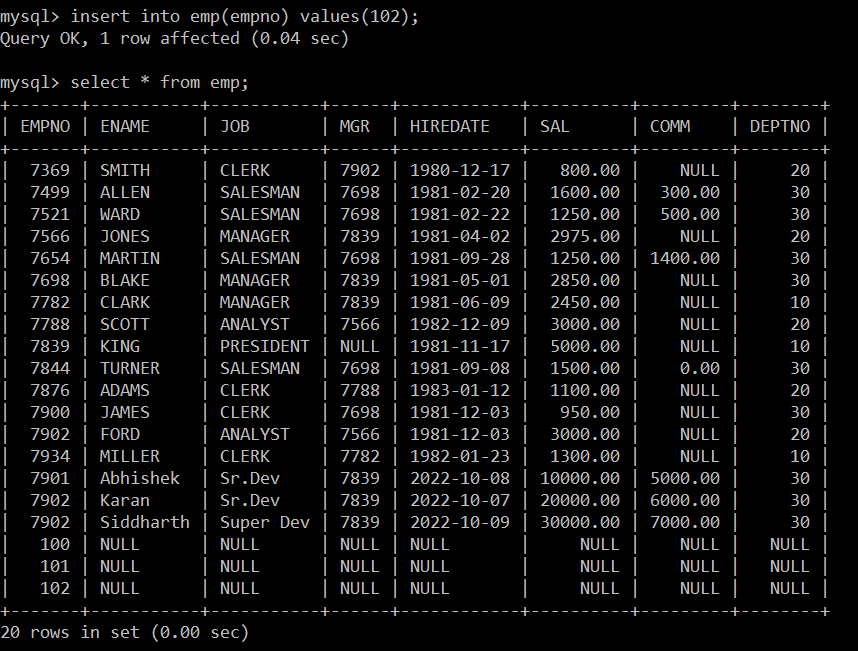 mysql> insert into emp(empno) values(102);
Query OK, 1 row affected (0.04 sec)

mysql> select * from emp;
+-------+-----------+-----------+------+------------+----------+---------+--------+
| EMPNO | ENAME     | JOB       | MGR  | HIREDATE   | SAL      | COMM    | DEPTNO |
+-------+-----------+-----------+------+------------+----------+---------+--------+
|  7369 | SMITH     | CLERK     | 7902 | 1980-12-17 |   800.00 |    NULL |     20 |
|  7499 | ALLEN     | SALESMAN  | 7698 | 1981-02-20 |  1600.00 |  300.00 |     30 |
|  7521 | WARD      | SALESMAN  | 7698 | 1981-02-22 |  1250.00 |  500.00 |     30 |
|  7566 | JONES     | MANAGER   | 7839 | 1981-04-02 |  2975.00 |    NULL |     20 |
|  7654 | MARTIN    | SALESMAN  | 7698 | 1981-09-28 |  1250.00 | 1400.00 |     30 |
|  7698 | BLAKE     | MANAGER   | 7839 | 1981-05-01 |  2850.00 |    NULL |     30 |
|  7782 | CLARK     | MANAGER   | 7839 | 1981-06-09 |  2450.00 |    NULL |     10 |
|  7788 | SCOTT     | ANALYST   | 7566 | 1982-12-09 |  3000.00 |    NULL |     20 |
|  7839 | KING      | PRESIDENT | NULL | 1981-11-17 |  5000.00 |    NULL |     10 |
|  7844 | TURNER    | SALESMAN  | 7698 | 1981-09-08 |  1500.00 |    0.00 |     30 |
|  7876 | ADAMS     | CLERK     | 7788 | 1983-01-12 |  1100.00 |    NULL |     20 |
|  7900 | JAMES     | CLERK     | 7698 | 1981-12-03 |   950.00 |    NULL |     30 |
|  7902 | FORD      | ANALYST   | 7566 | 1981-12-03 |  3000.00 |    NULL |     20 |
|  7934 | MILLER    | CLERK     | 7782 | 1982-01-23 |  1300.00 |    NULL |     10 |
|  7901 | Abhishek  | Sr.Dev    | 7839 | 2022-10-08 | 10000.00 | 5000.00 |     30 |
|  7902 | Karan     | Sr.Dev    | 7839 | 2022-10-07 | 20000.00 | 6000.00 |     30 |
|  7902 | Siddharth | Super Dev | 7839 | 2022-10-09 | 30000.00 | 7000.00 |     30 |
|   100 | NULL      | NULL      | NULL | NULL       |     NULL |    NULL |   NULL |
|   101 | NULL      | NULL      | NULL | NULL       |     NULL |    NULL |   NULL |
|   102 | NULL      | NULL      | NULL | NULL       |     NULL |    NULL |   NULL |
+-------+-----------+-----------+------+------------+----------+---------+--------+
20 rows in set (0.00 sec)